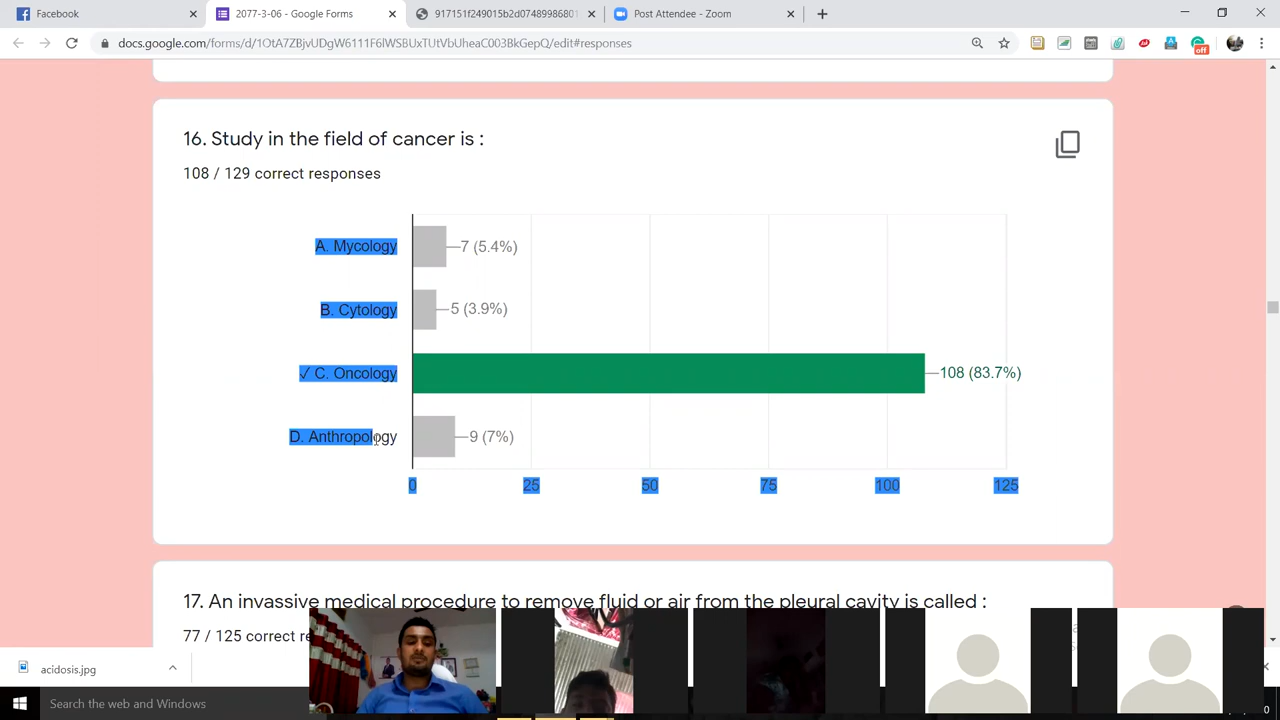 Facebook
2077-3-06 - Google Forms
917151f249015b2d07489986801
Post Attendee - Zoom
docs.google.com/forms/d/1OtA7ZBjvUDgW6111F6lWSBUxTUtVbUheaC003BkGepQ/edit#responses
off
16. Study in the field of cancer is :
108 / 129 correct responses
A. Mycology
7 (5.4%)
B. Cytology
5 (3.9%)
✓ C. Oncology
108 (83.7%)
D. Anthropology
9 (7%)
0 25 50 75 100 125
17. An invassive medical procedure to remove fluid or air from the pleural cavity is called :
77 / 125 correct re
acidosis.jpg
Search the web and Windows